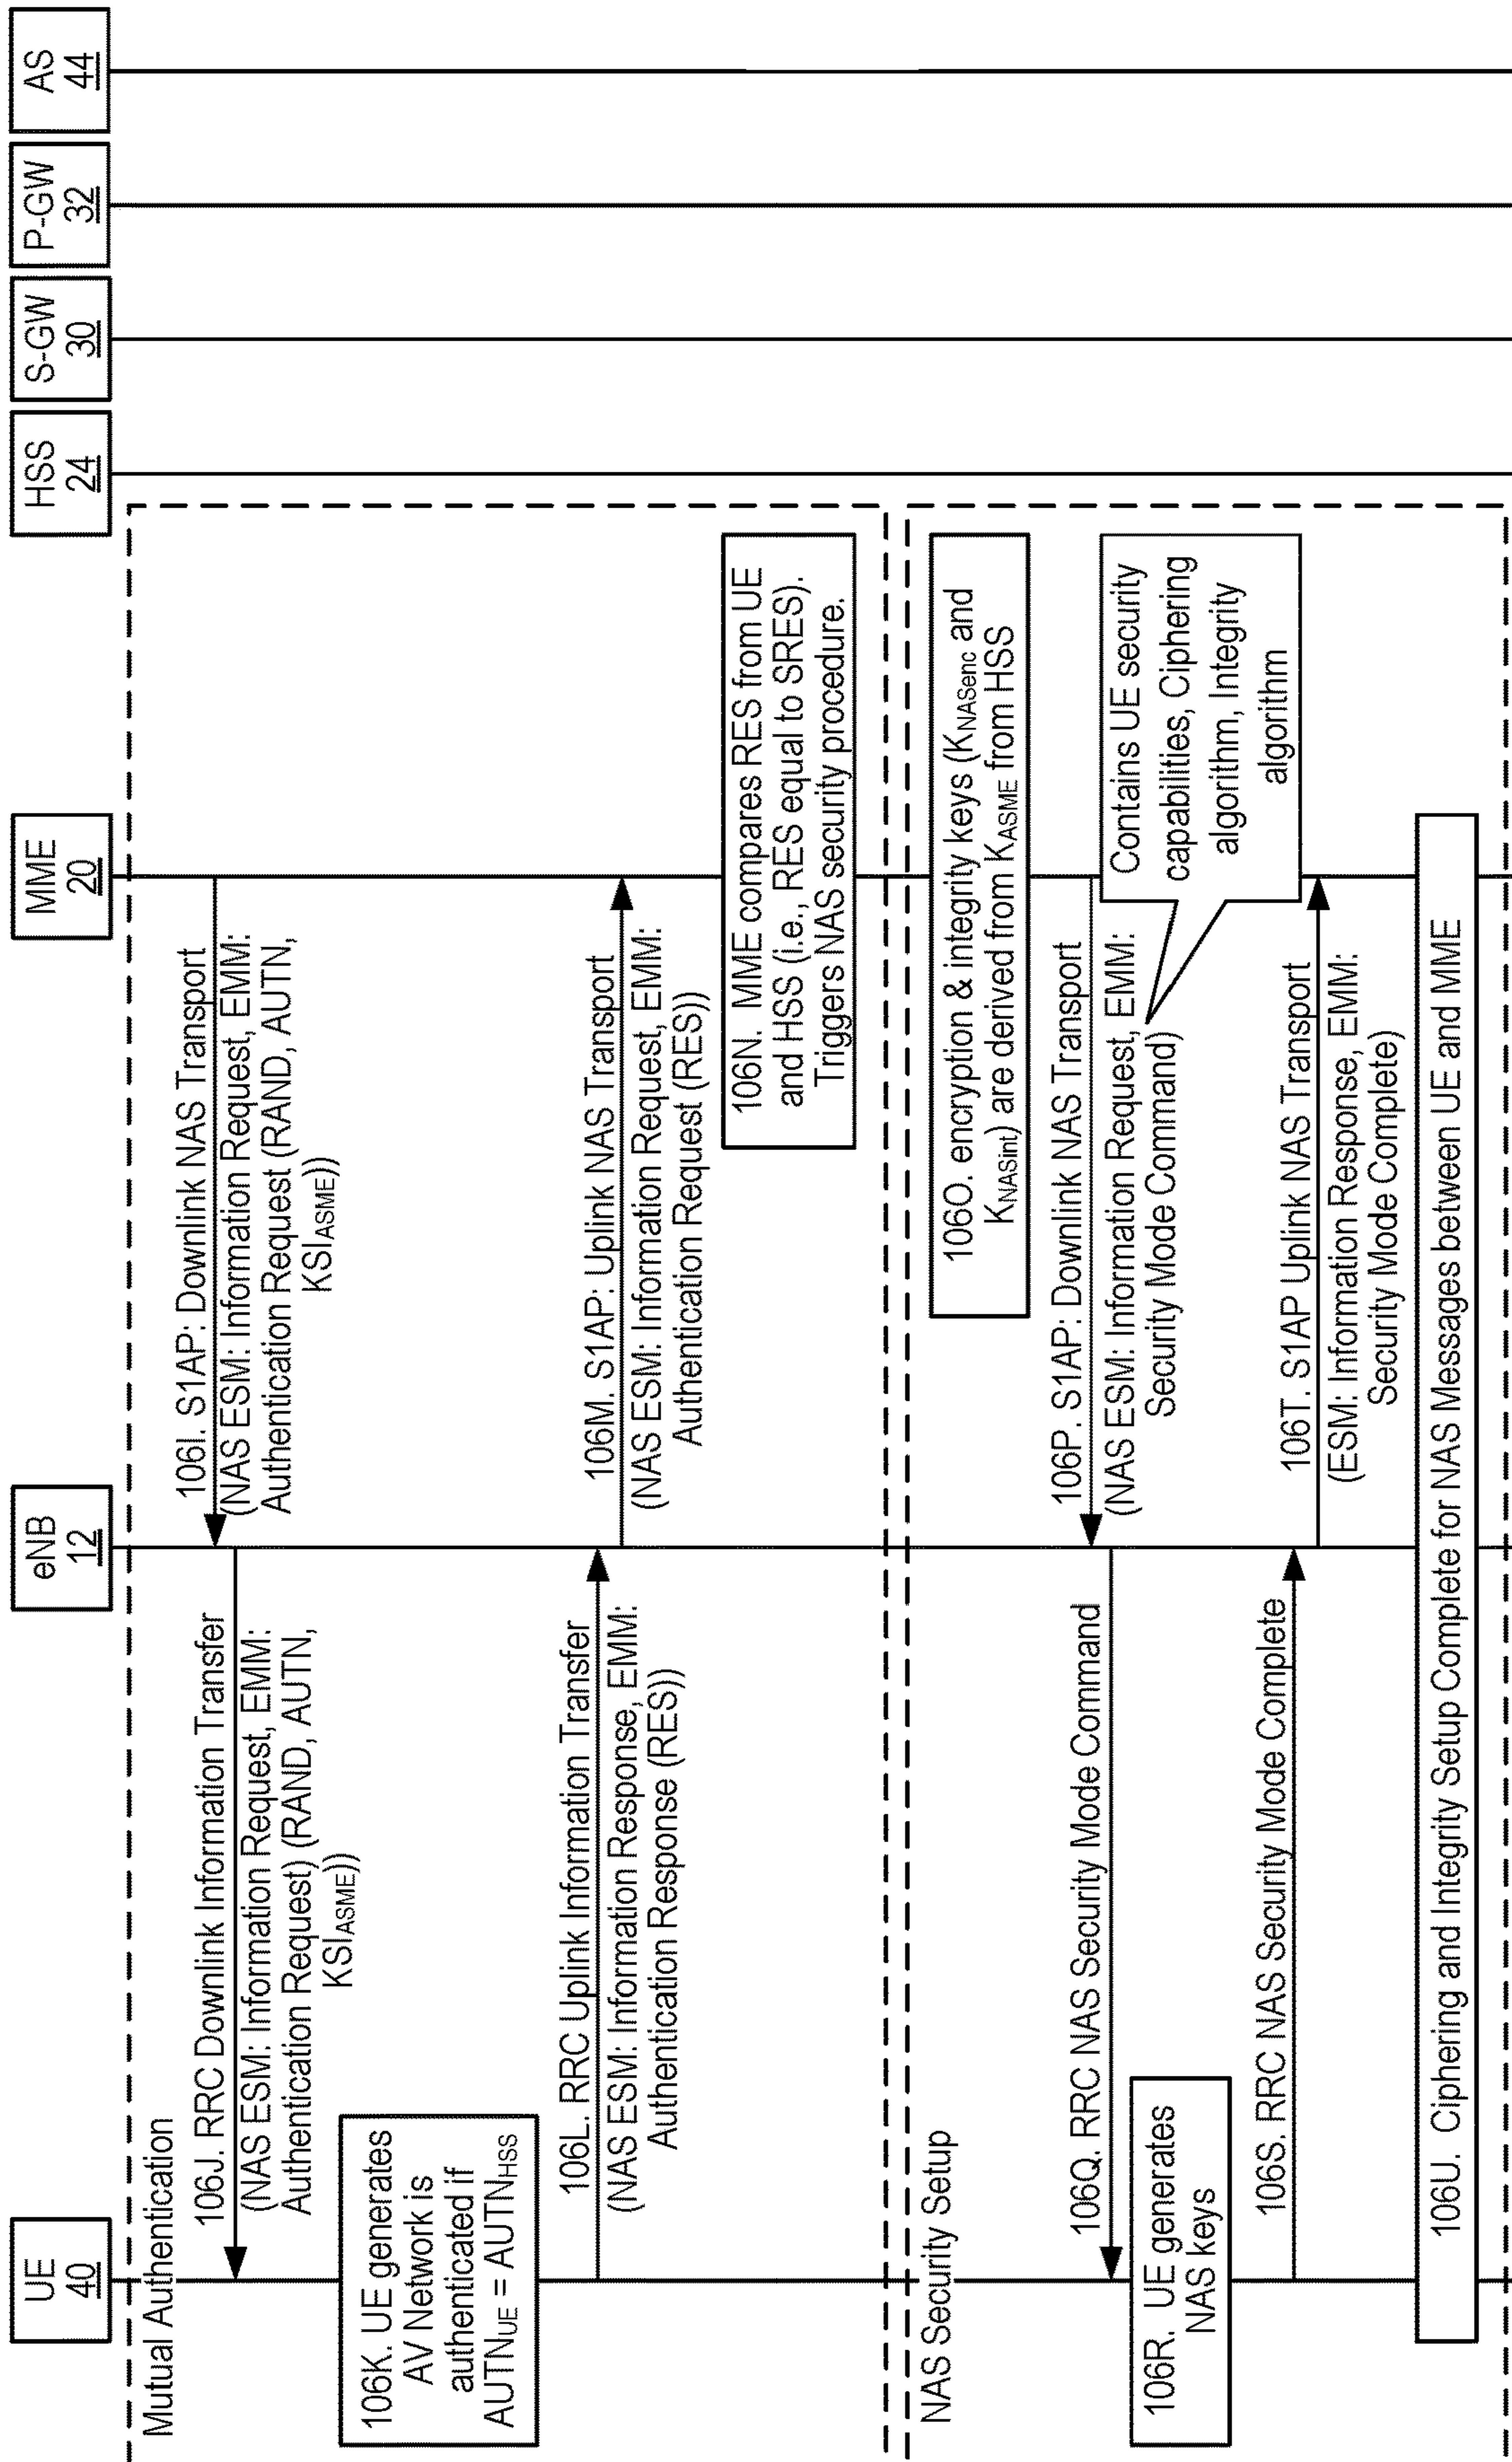 UE
40
eNB
12
MME
20
HSS
24
S-GW
30
P-GW
32
AS
44
Mutual Authentication
106I. S1AP: Downlink NAS Transport
(NAS ESM: Information Request, EMM:
Authentication Request (RAND, AUTN,
KSIASME))
106J. RRC Downlink Information Transfer
(NAS ESM: Information Request, EMM:
Authentication Request) (RAND, AUTN,
KSIASME))
106K. UE generates
AV Network is
authenticated if
AUTNUE = AUTNHSS
106L. RRC Uplink Information Transfer
(NAS ESM: Information Response, EMM:
Authentication Response (RES))
106M. S1AP: Uplink NAS Transport
(NAS ESM: Information Request, EMM:
Authentication Request (RES))
106N. MME compares RES from UE
and HSS (i.e., RES equal to SRES).
Triggers NAS security procedure.
NAS Security Setup
106O. encryption & integrity keys (KNASenc and
KNASint) are derived from KASME from HSS
106P. S1AP: Downlink NAS Transport
(NAS ESM: Information Request, EMM:
Security Mode Command)
Contains UE security
capabilities, Ciphering
algorithm, Integrity
algorithm
106Q. RRC NAS Security Mode Command
106R. UE generates
NAS keys
106S. RRC NAS Security Mode Complete
106T. S1AP Uplink NAS Transport
(ESM: Information Response, EMM:
Security Mode Complete)
106U. Ciphering and Integrity Setup Complete for NAS Messages between UE and MME